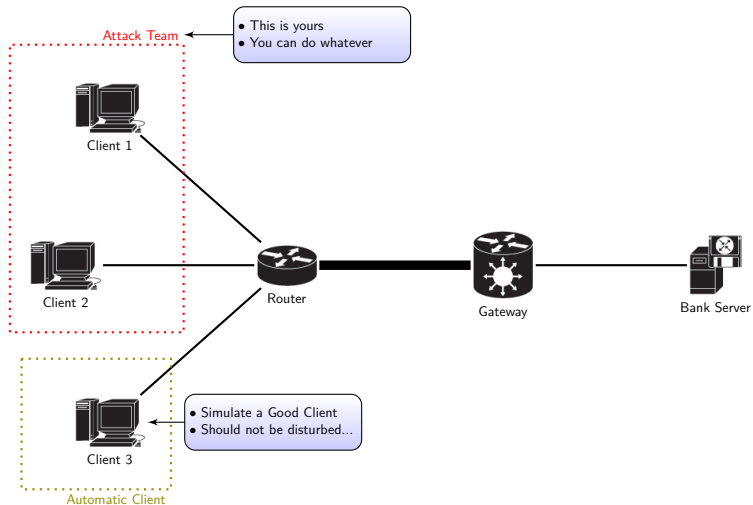 Attack Team
• This is yours
• You can do whatever
Client 1
Client 2
Router
Gateway
Bank Server
Client 3
• Simulate a Good Client
• Should not be disturbed...
Automatic Client